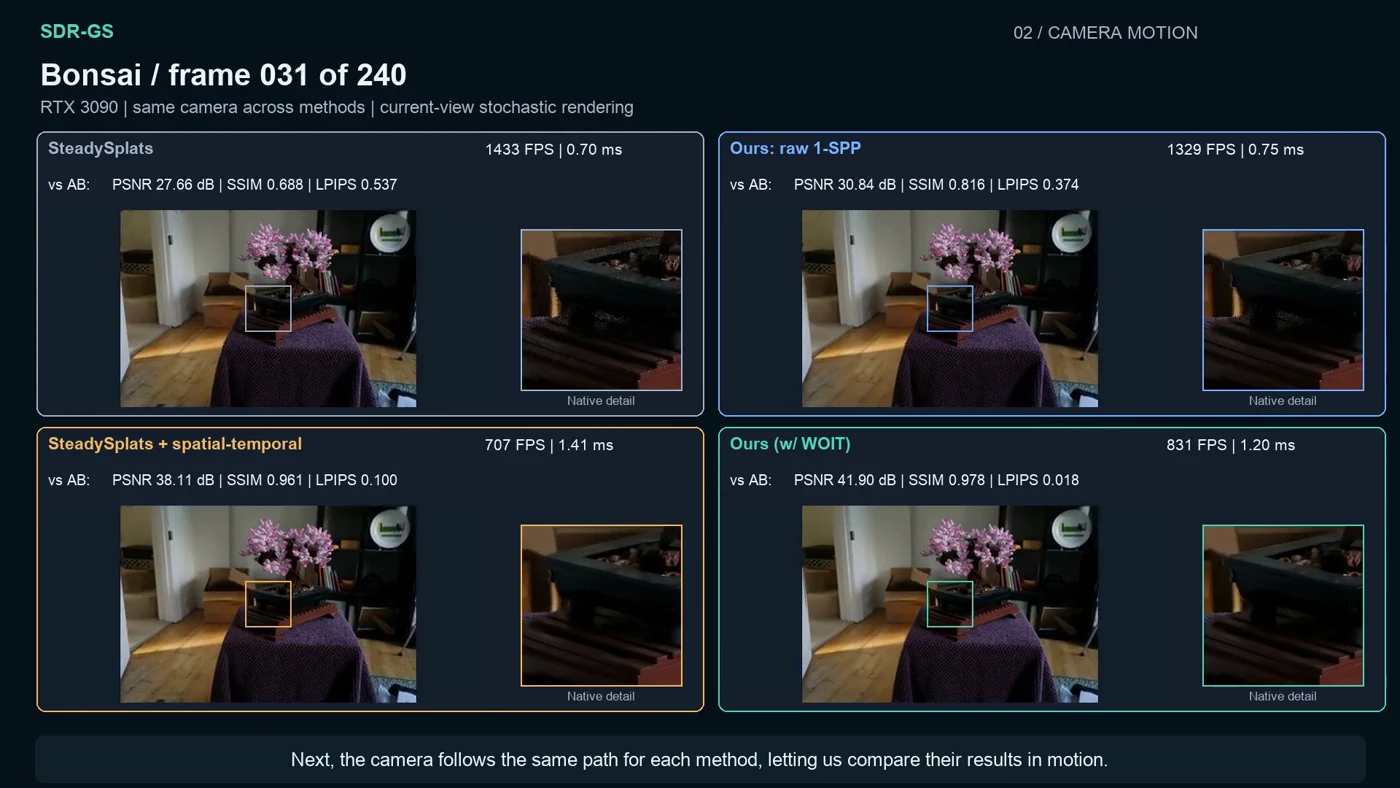 SDR-GS
02 / CAMERA MOTION
Bonsai / frame 031 of 240
RTX 3090 | same camera across methods | current-view stochastic rendering
SteadySplats
1433 FPS | 0.70 ms
vs AB: PSNR 27.66 dB | SSIM 0.688 | LPIPS 0.537
Native detail
Ours: raw 1-SPP
1329 FPS | 0.75 ms
vs AB: PSNR 30.84 dB | SSIM 0.816 | LPIPS 0.374
Native detail
SteadySplats + spatial-temporal
707 FPS | 1.41 ms
vs AB: PSNR 38.11 dB | SSIM 0.961 | LPIPS 0.100
Native detail
Ours (w/ WOIT)
831 FPS | 1.20 ms
vs AB: PSNR 41.90 dB | SSIM 0.978 | LPIPS 0.018
Native detail
Next, the camera follows the same path for each method, letting us compare their results in motion.